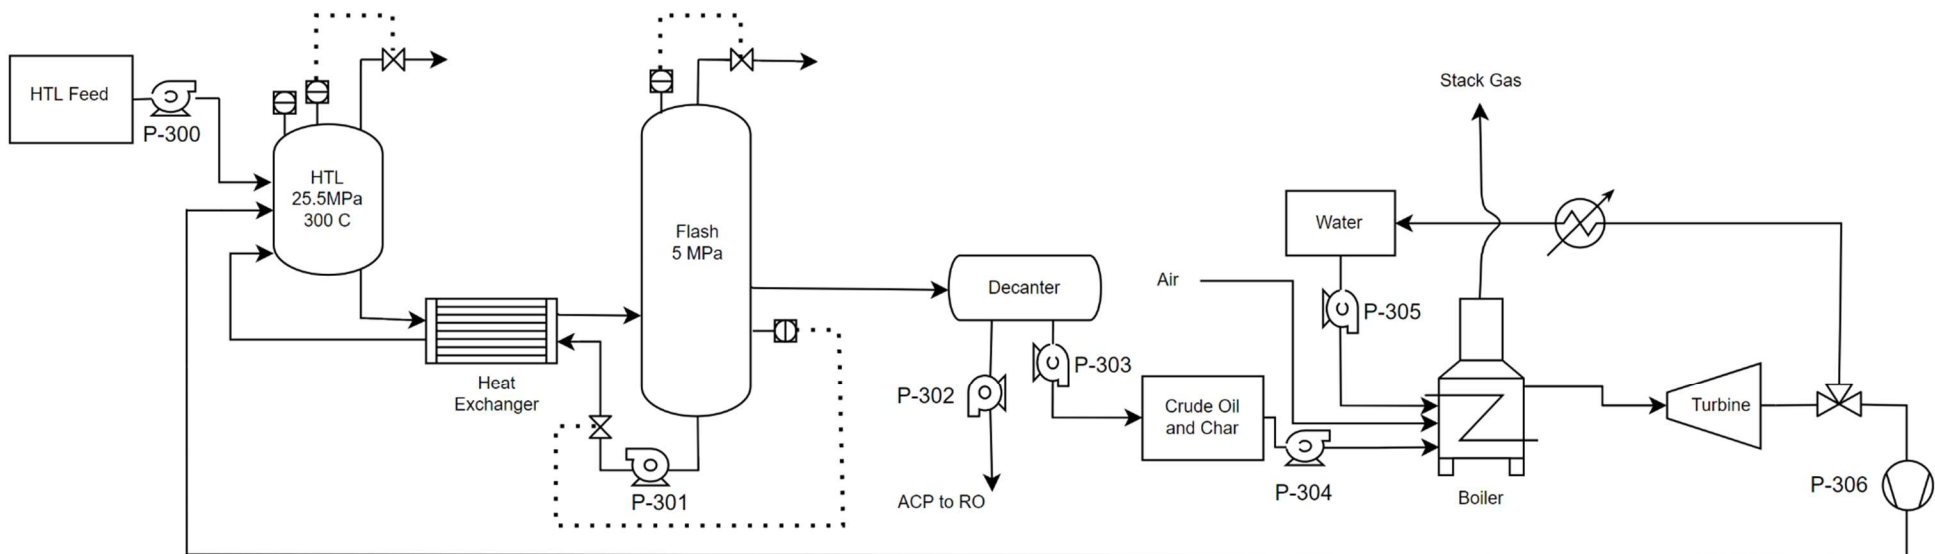 HTL Feed
P-300
HTL
25.5MPa
300 C
Heat
Exchanger
Flash
5 MPa
P-301
Decanter
P-302
P-303
ACP to RO
Crude Oil
and Char
P-304
Air
Water
P-305
Stack Gas
Boiler
Turbine
P-306